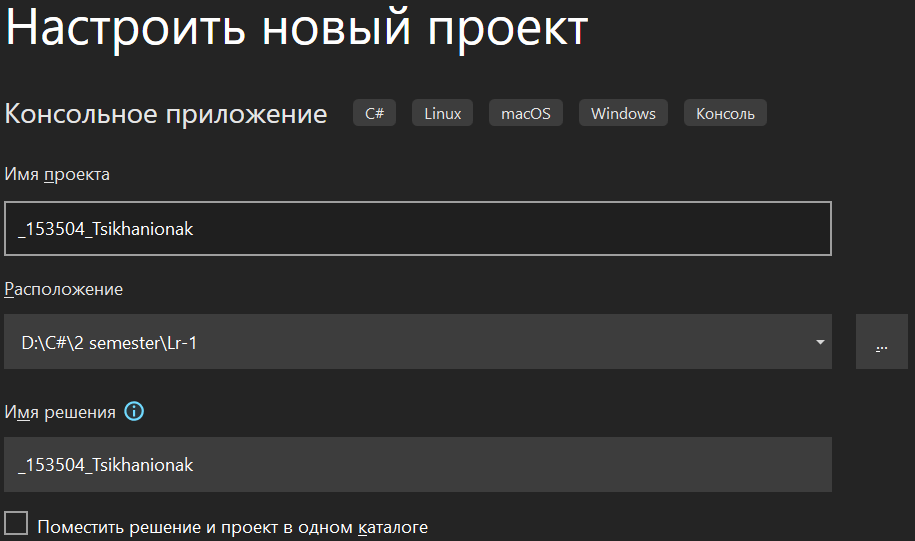 Настроить новый проект
Консольное приложение C# Linux macOS Windows Консоль
Имя проекта
_153504_Tsikhanionak
Расположение
D:\C#\2 semester\Lr-1 ...
Имя решения
_153504_Tsikhanionak
Поместить решение и проект в одном каталоге